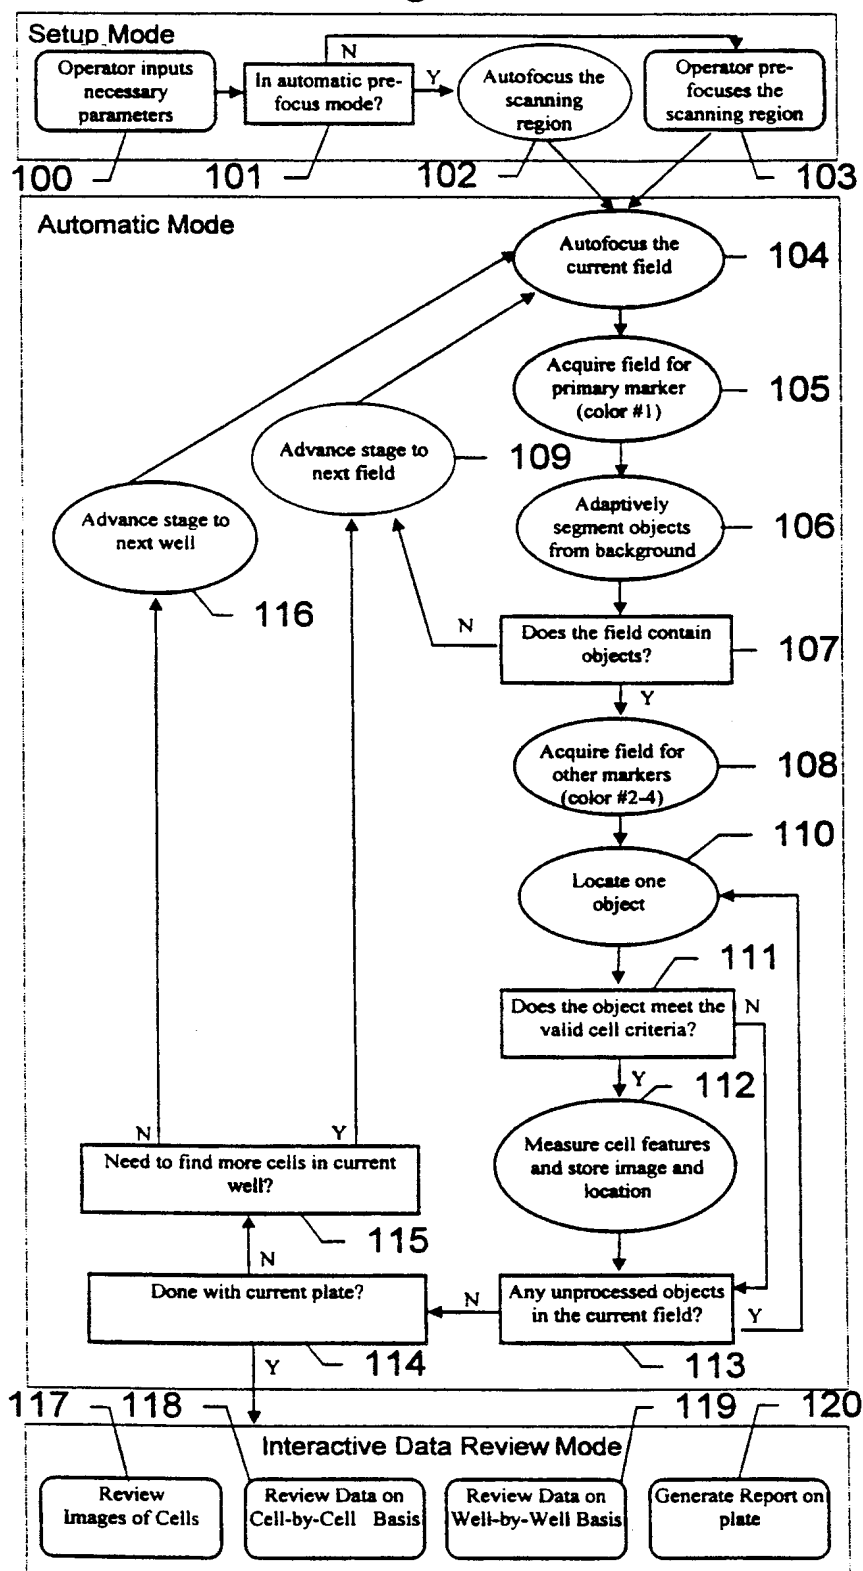 Setup Mode
N
Operator inputs
necessary
parameters
In automatic pre-
focus mode?
Y
Autofocus the
scanning
region
Operator pre-
focuses the
scanning region
100
101
102
103
Automatic Mode
Autofocus the
current field
104
Acquire field for
primary marker
(color #1)
105
Advance stage to
next field
109
Advance stage to
next well
116
Adaptively
segment objects
from background
106
N
Does the field contain
objects?
107
Y
Acquire field for
other markers
(color #2-4)
108
110
Locate one
object
111
Does the object meet the
valid cell criteria?
N
Y
112
Measure cell features
and store image and
location
N
Y
Need to find more cells in current
well?
115
N
Done with current plate?
N
Any unprocessed objects
in the current field?
Y
114
113
Y
117
118
119
120
Interactive Data Review Mode
Review
Images of Cells
Review Data on
Cell-by-Cell Basis
Review Data on
Well-by-Well Basis
Generate Report on
plate